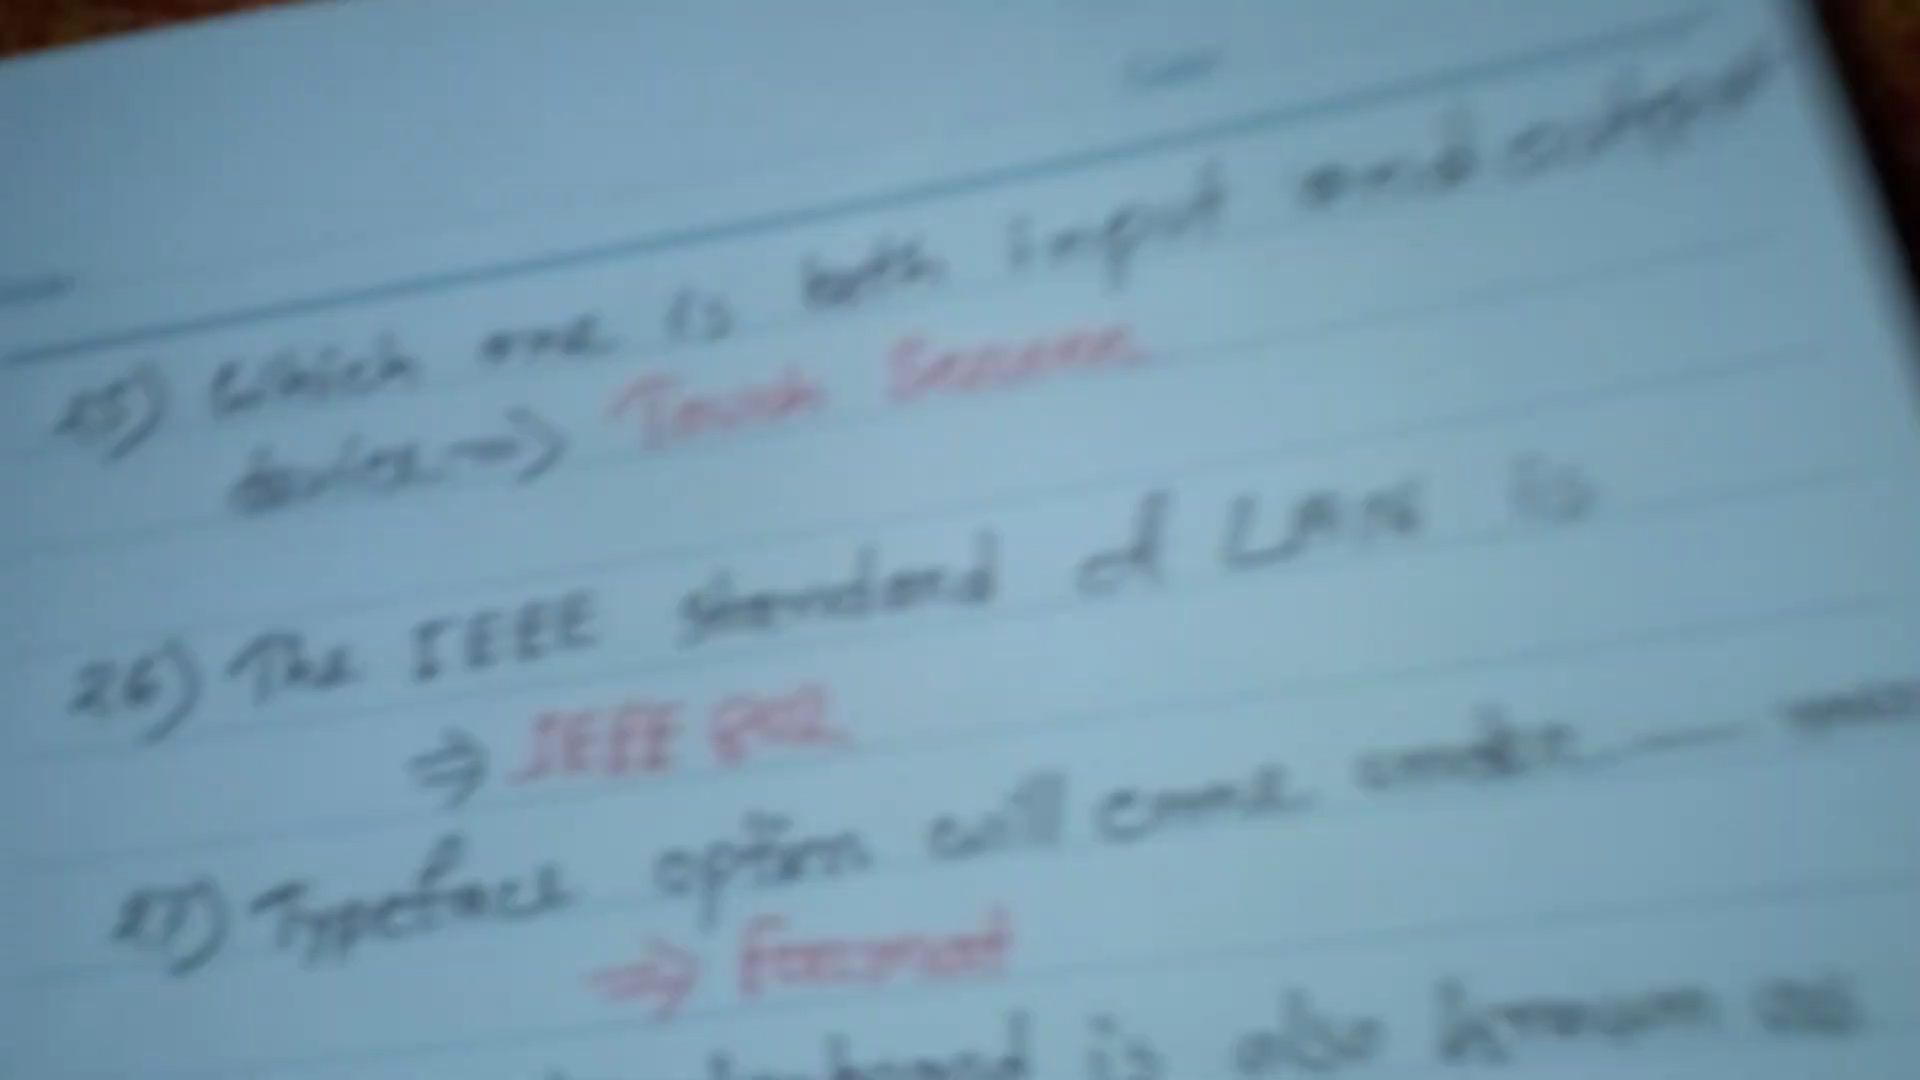 25) Which one is both input and output
device → Touch Screen
26) The IEEE standard of LAN is
⇒ IEEE 802
27) Typeface option will come under —
⇒ Format
is also known as